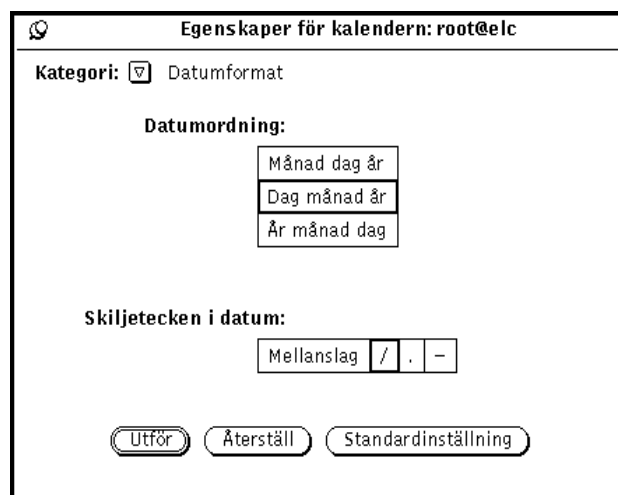 Egenskaper för kalendern: root@elc
Kategori: Datumformat
Datumordning:
Månad dag år
Dag månad år
År månad dag
Skiljetecken i datum:
Mellanslag / . –
Utför Återställ Standardinställning